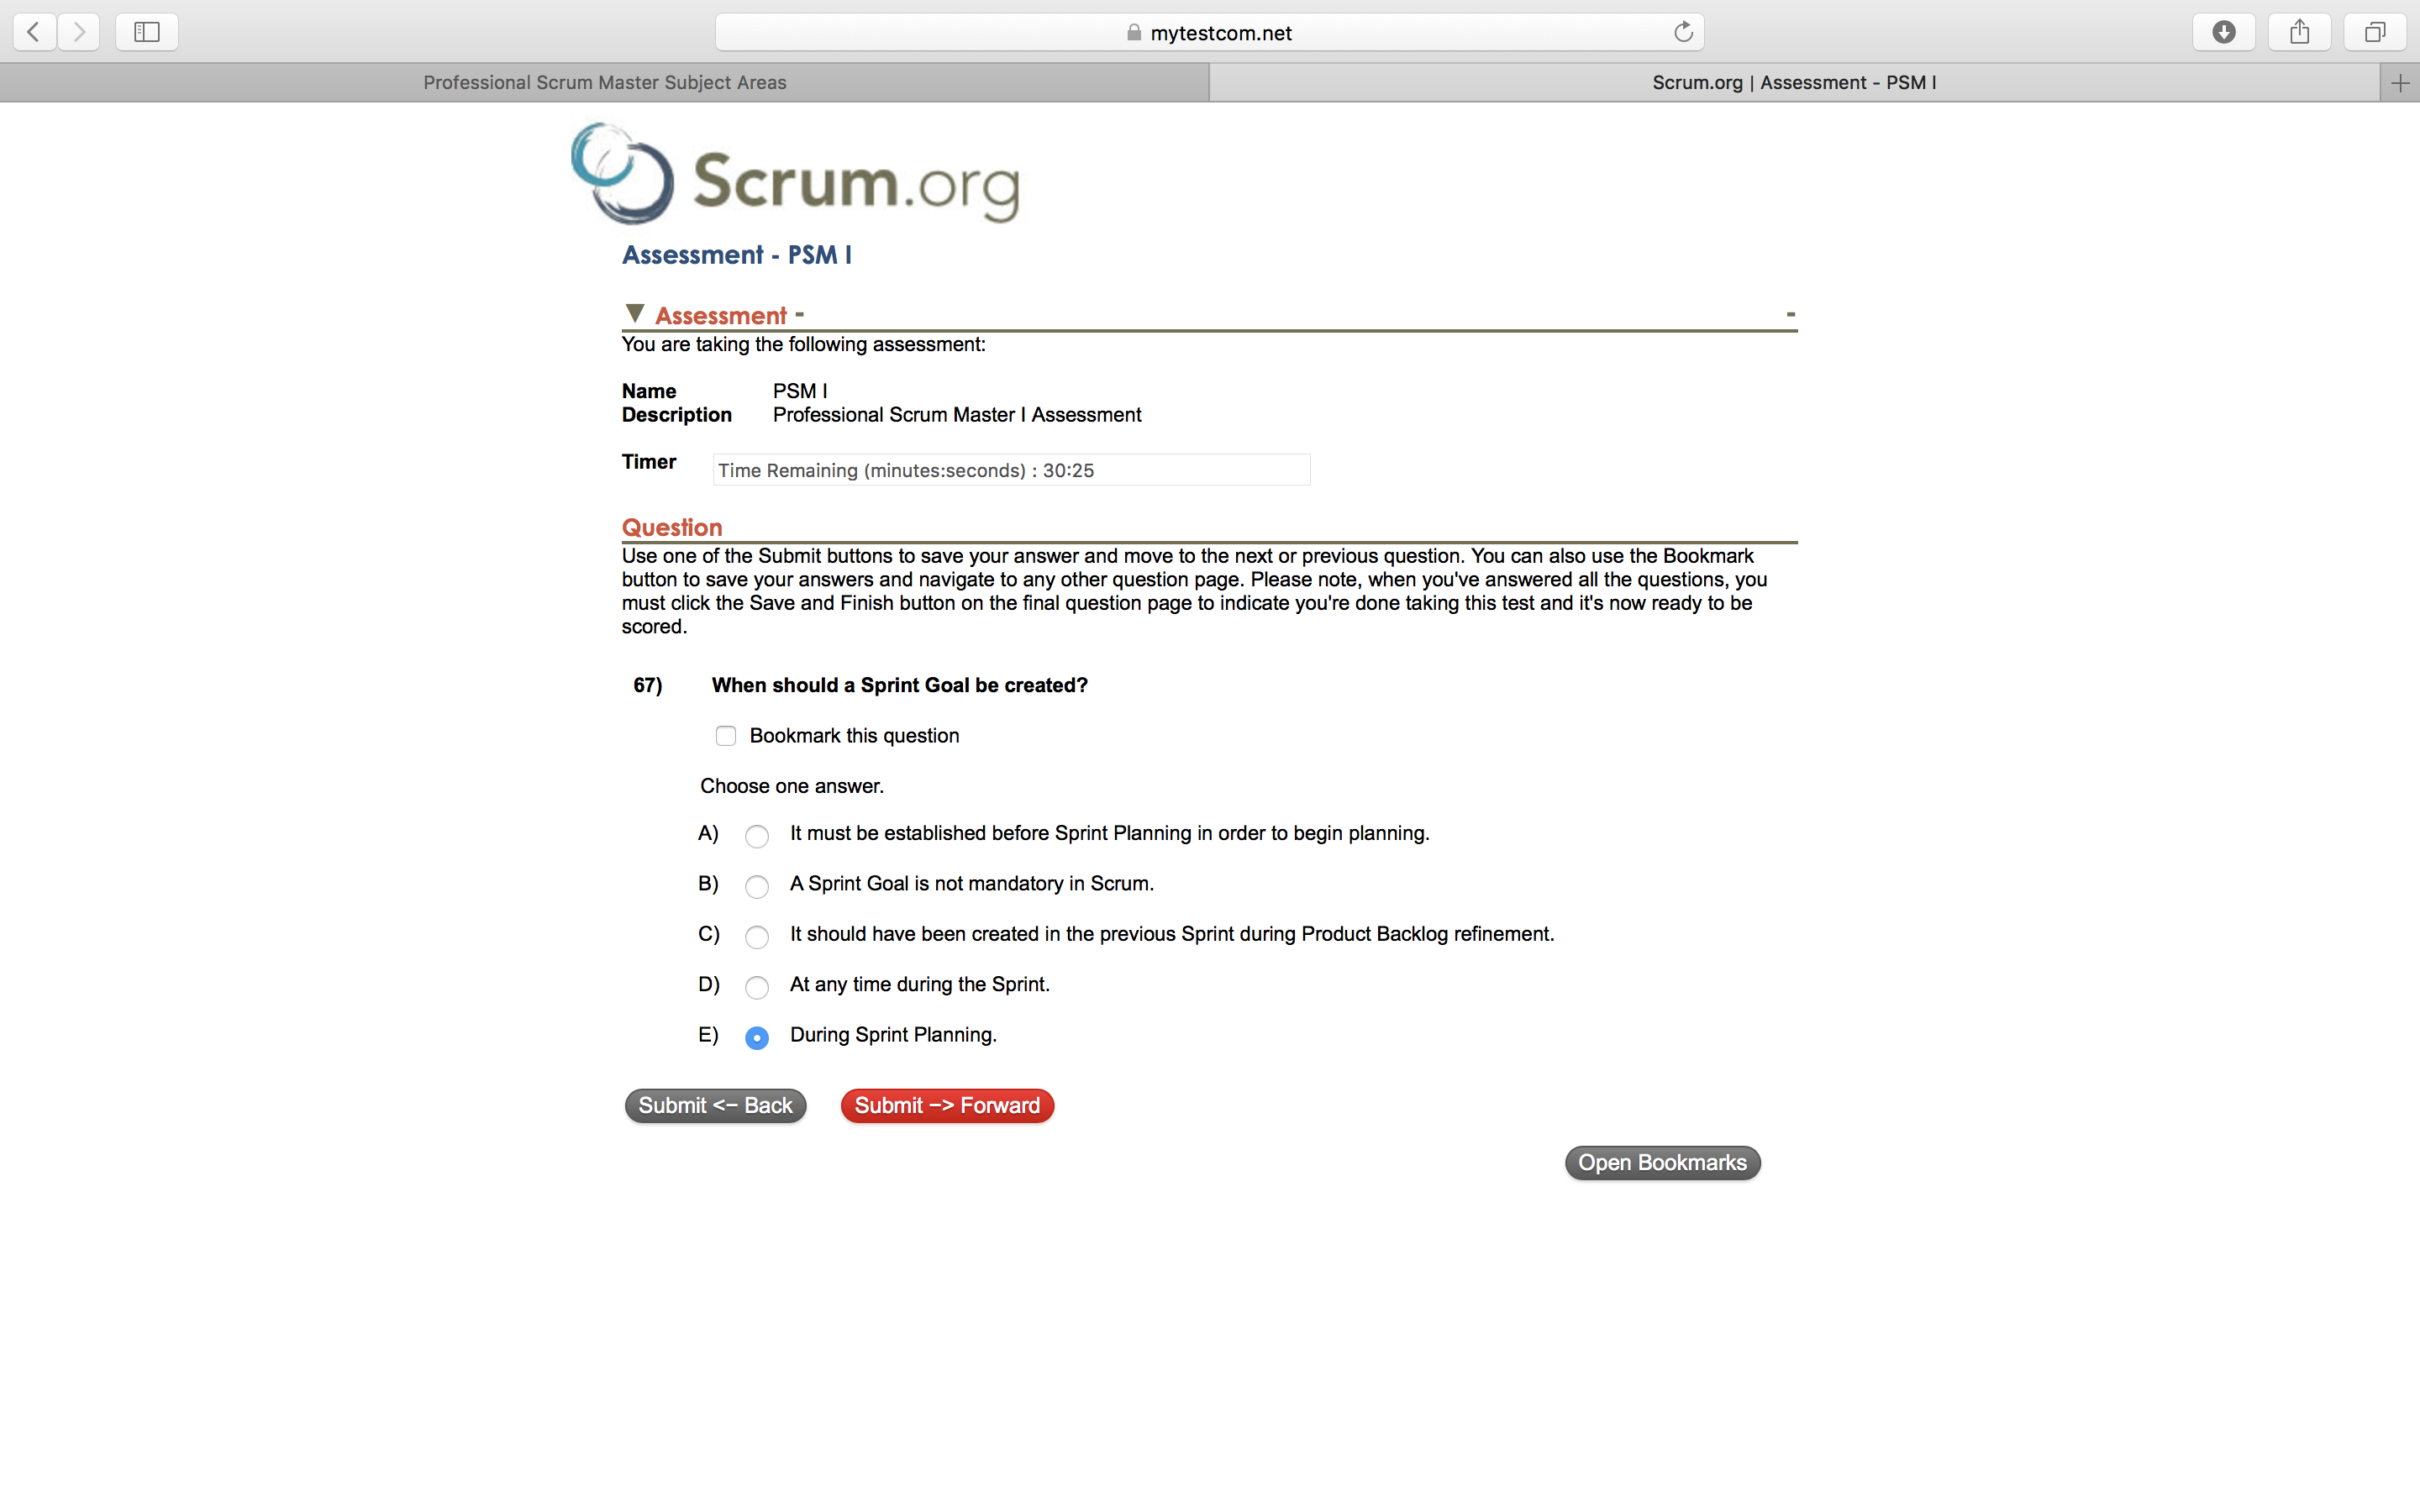 mytestcom.net
Professional Scrum Master Subject Areas
Scrum.org | Assessment - PSM I
Scrum.org
Assessment - PSM I
Assessment -
-
You are taking the following assessment:
Name PSM I
Description Professional Scrum Master I Assessment
Timer Time Remaining (minutes:seconds) : 30:25
Question
Use one of the Submit buttons to save your answer and move to the next or previous question. You can also use the Bookmark
button to save your answers and navigate to any other question page. Please note, when you've answered all the questions, you
must click the Save and Finish button on the final question page to indicate you're done taking this test and it's now ready to be
scored.
67) When should a Sprint Goal be created?
Bookmark this question
Choose one answer.
A) It must be established before Sprint Planning in order to begin planning.
B) A Sprint Goal is not mandatory in Scrum.
C) It should have been created in the previous Sprint during Product Backlog refinement.
D) At any time during the Sprint.
E) During Sprint Planning.
Submit <- Back Submit -> Forward
Open Bookmarks